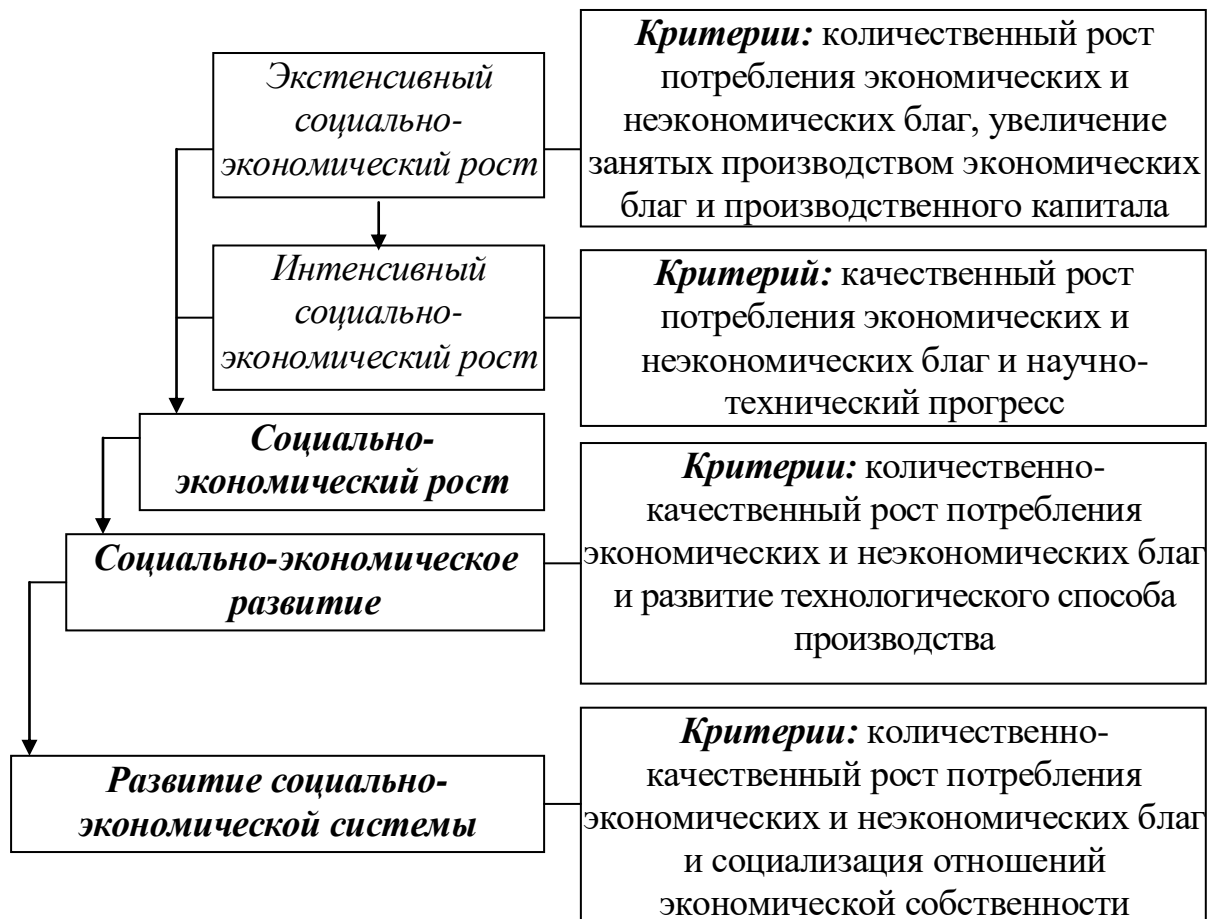 Экстенсивный
социально-
экономический рост
Критерии: количественный рост
потребления экономических и
неэкономических благ, увеличение
занятых производством экономических
благ и производственного капитала
Интенсивный
социально-
экономический рост
Критерий: качественный рост
потребления экономических и
неэкономических благ и научно-
технический прогресс
Социально-
экономический рост
Социально-экономическое
развитие
Критерии: количественно-
качественный рост потребления
экономических и неэкономических благ
и развитие технологического способа
производства
Развитие социально-
экономической системы
Критерии: количественно-
качественный рост потребления
экономических и неэкономических благ
и социализация отношений
экономической собственности